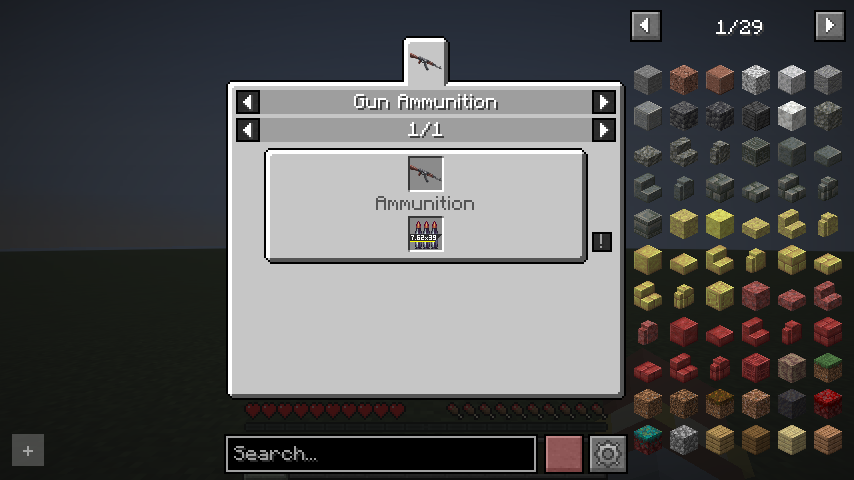 1/29
Gun Ammunition
1/1
Ammunition
7.62x39
!
Search...